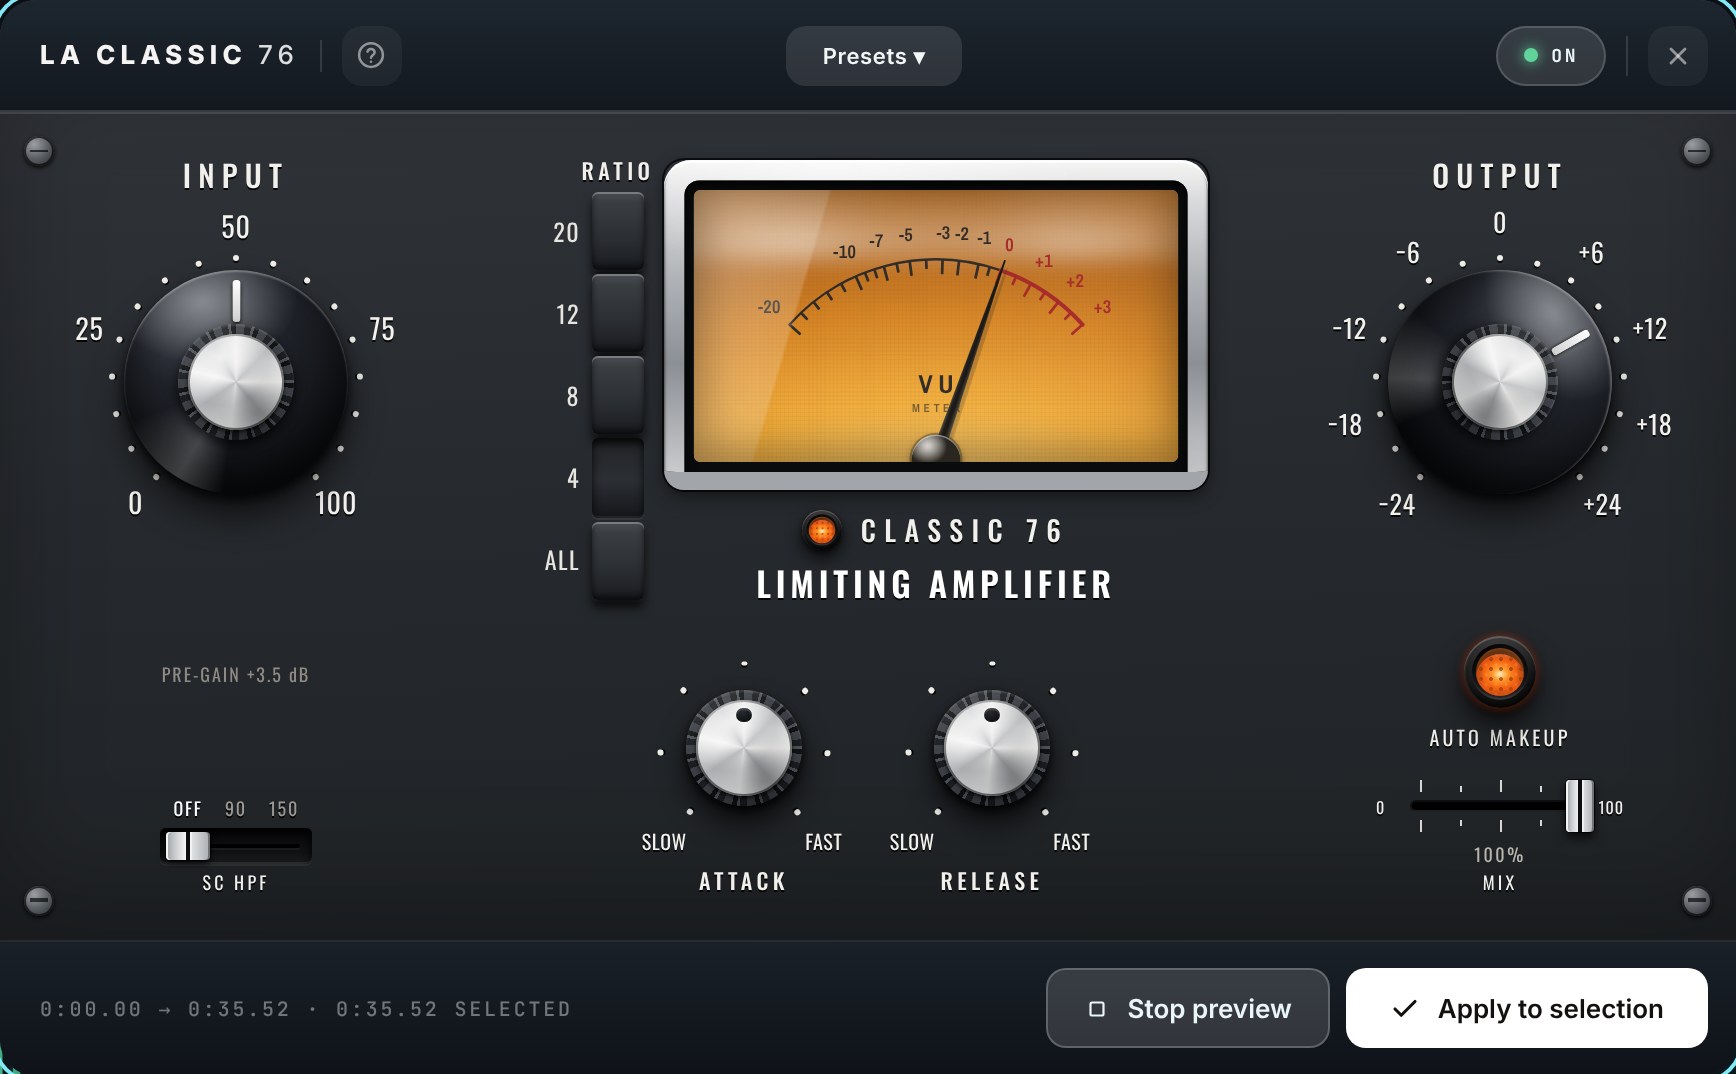 LA CLASSIC 76
Presets ▾
ON
INPUT
50
25
75
0
100
PRE-GAIN +3.5 dB
OFF 90 150
SC HPF
RATIO
20
12
8
4
ALL
-20 -10 -7 -5 -3 -2 -1 0 +1 +2 +3
VU
METER
CLASSIC 76
LIMITING AMPLIFIER
SLOW FAST
ATTACK
SLOW FAST
RELEASE
OUTPUT
0
-6 +6
-12 +12
-18 +18
-24 +24
AUTO MAKEUP
0 100
100%
MIX
0:00.00 → 0:35.52 · 0:35.52 SELECTED
Stop preview
Apply to selection